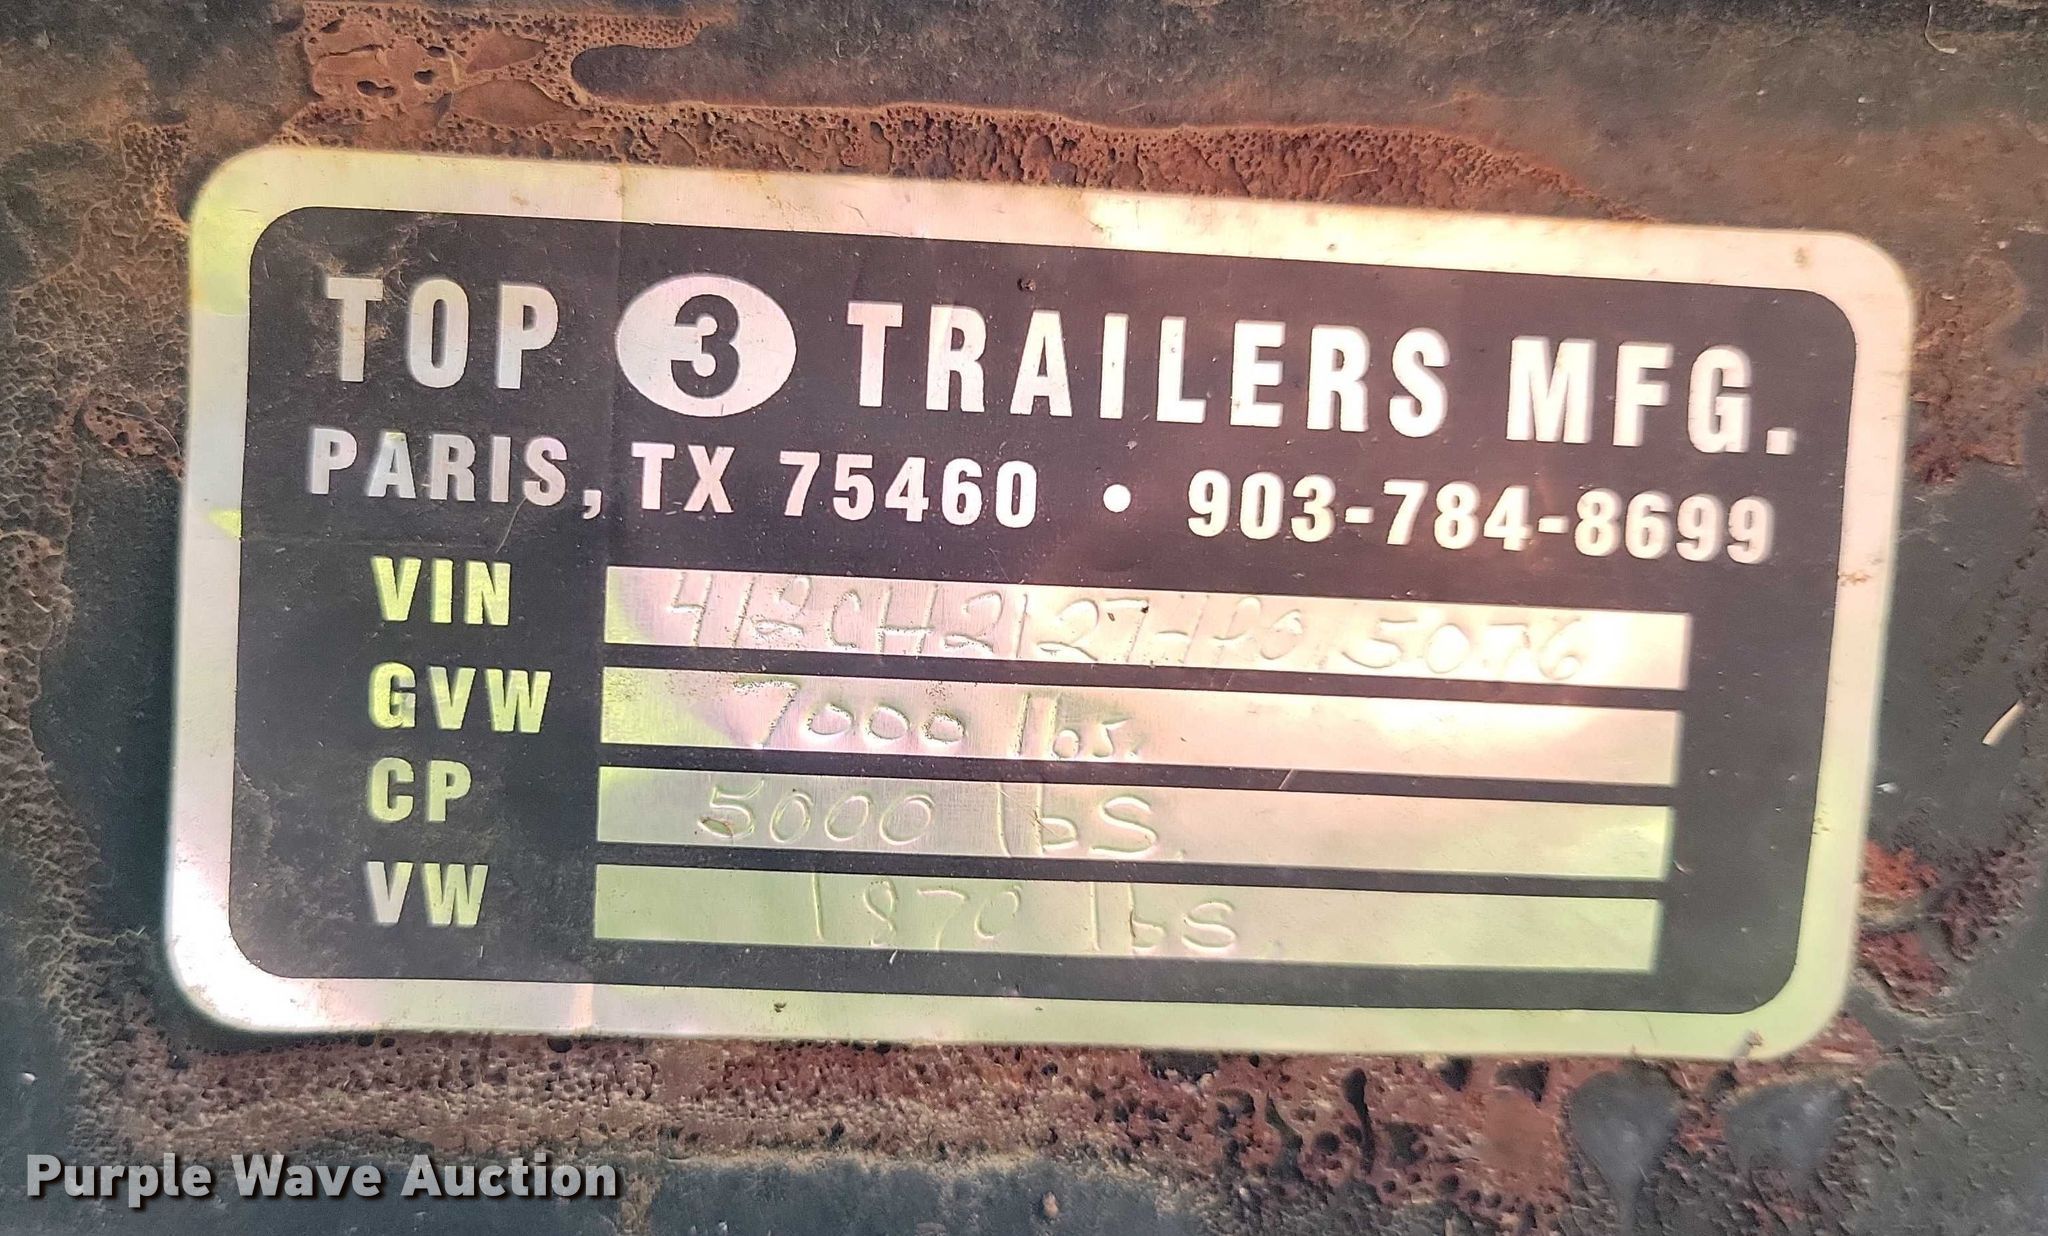 TOP 3 TRAILERS MFG.
PARIS, TX 75460 • 903-784-8699
VIN
GVW 7000 lbs.
CP 5000 lbS.
VW 1870 lbS
Purple Wave Auction